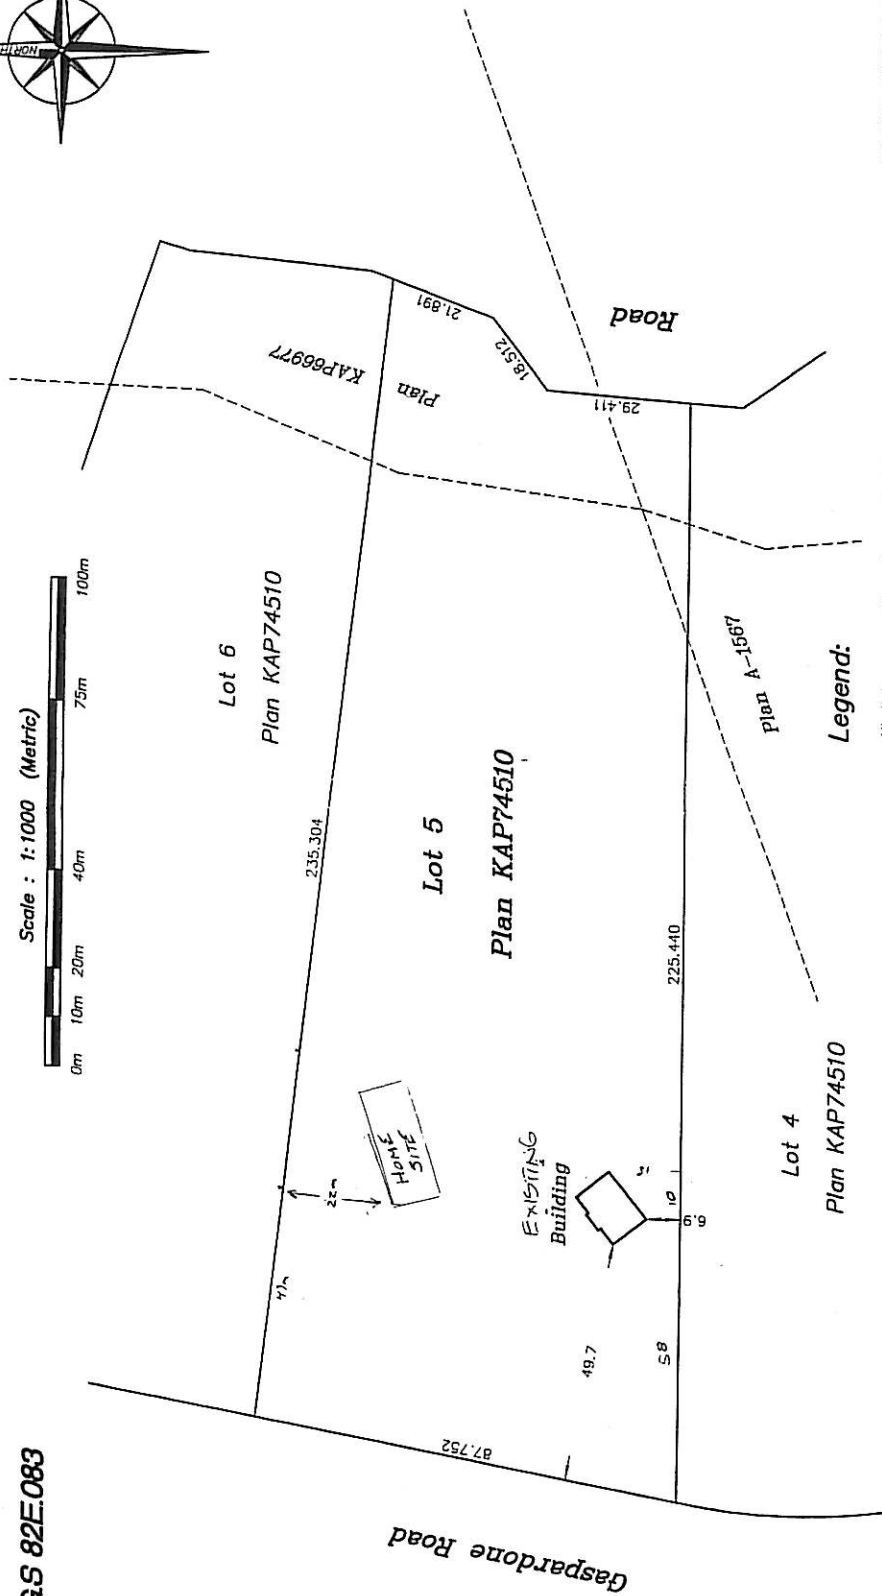 NORTH
GS 82E.083
Scale : 1:1000 (Metric)
0m 10m 20m 40m 75m 100m
Lot 6
Plan KAP74510
235.304
Plan KAP66977
21.891
18.512
29.411
Road
Lot 5
Plan KAP74510
22m
HOME
SITE
EXISTING
Building
10
6.9
49.7
58
225.440
87.752
Gaspardone Road
Lot 4
Plan KAP74510
Plan A-1567
Legend: